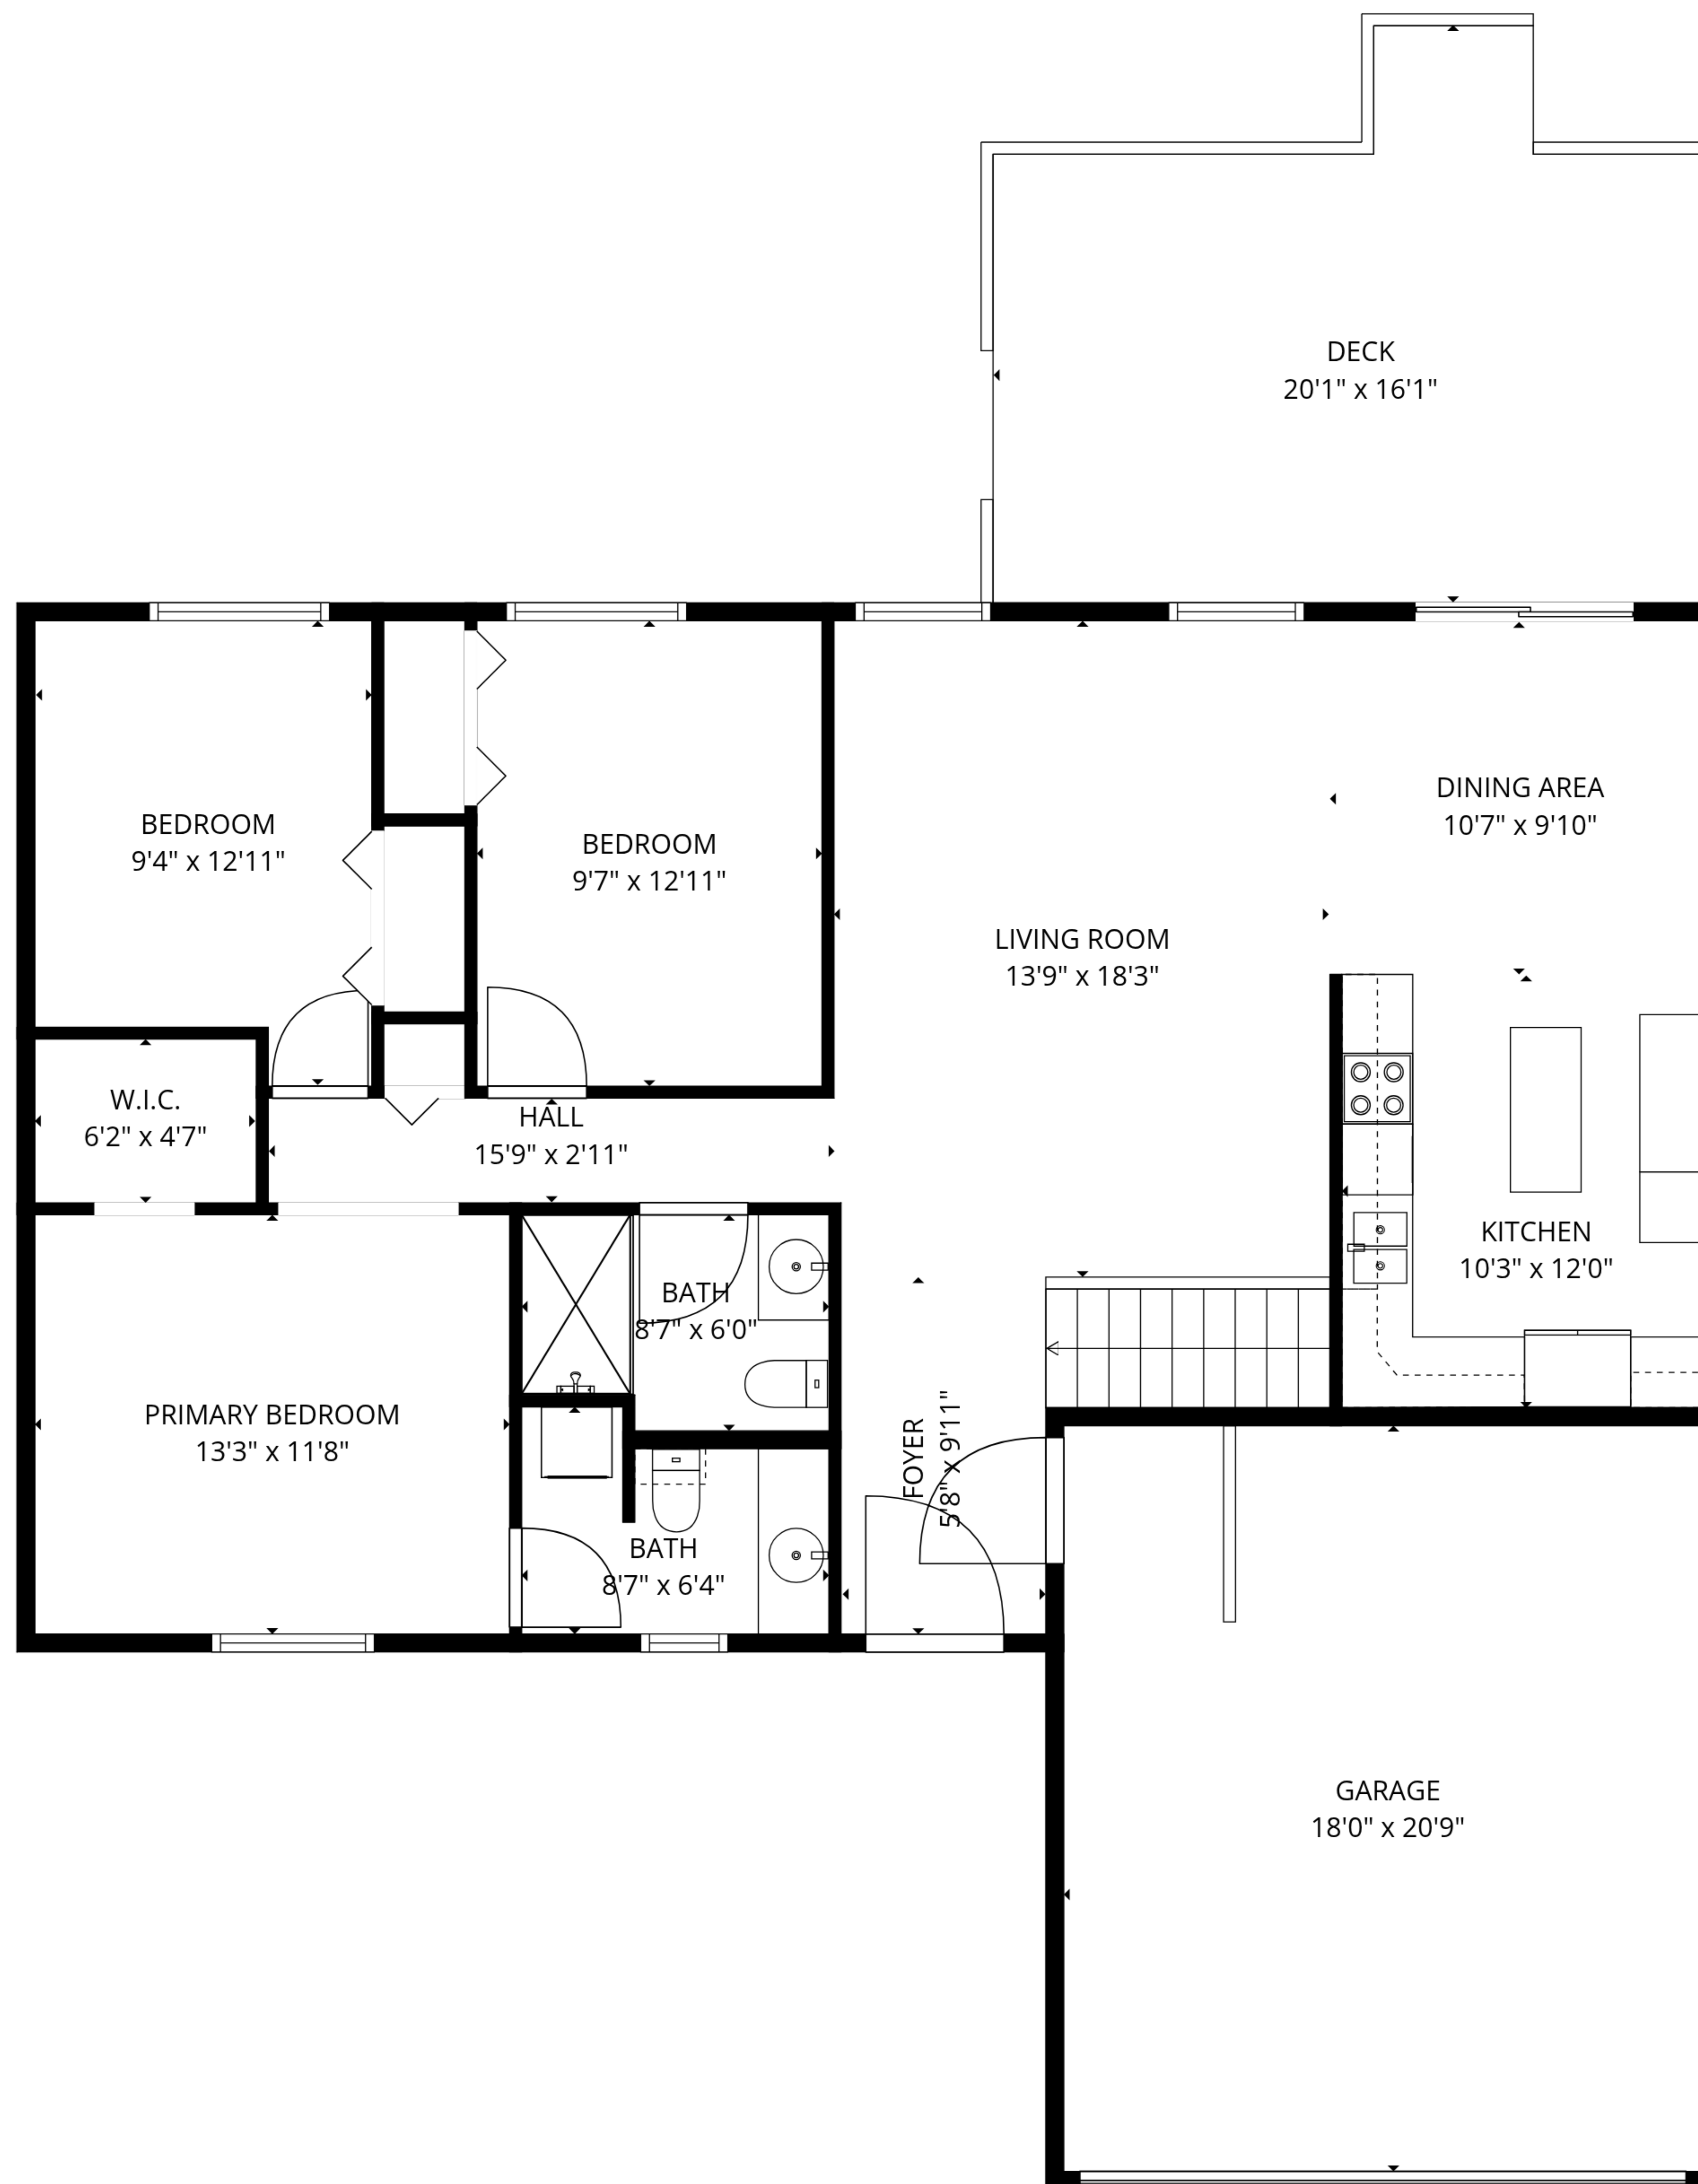 DECK
20'1" x 16'1"
DINING AREA
10'7" x 9'10"
BEDROOM
9'4" x 12'11"
BEDROOM
9'7" x 12'11"
LIVING ROOM
13'9" x 18'3"
W.I.C.
6'2" x 4'7"
HALL
15'9" x 2'11"
KITCHEN
10'3" x 12'0"
BATH
8'7" x 6'0"
PRIMARY BEDROOM
13'3" x 11'8"
FOYER
5'8" x 9'11"
BATH
8'7" x 6'4"
GARAGE
18'0" x 20'9"